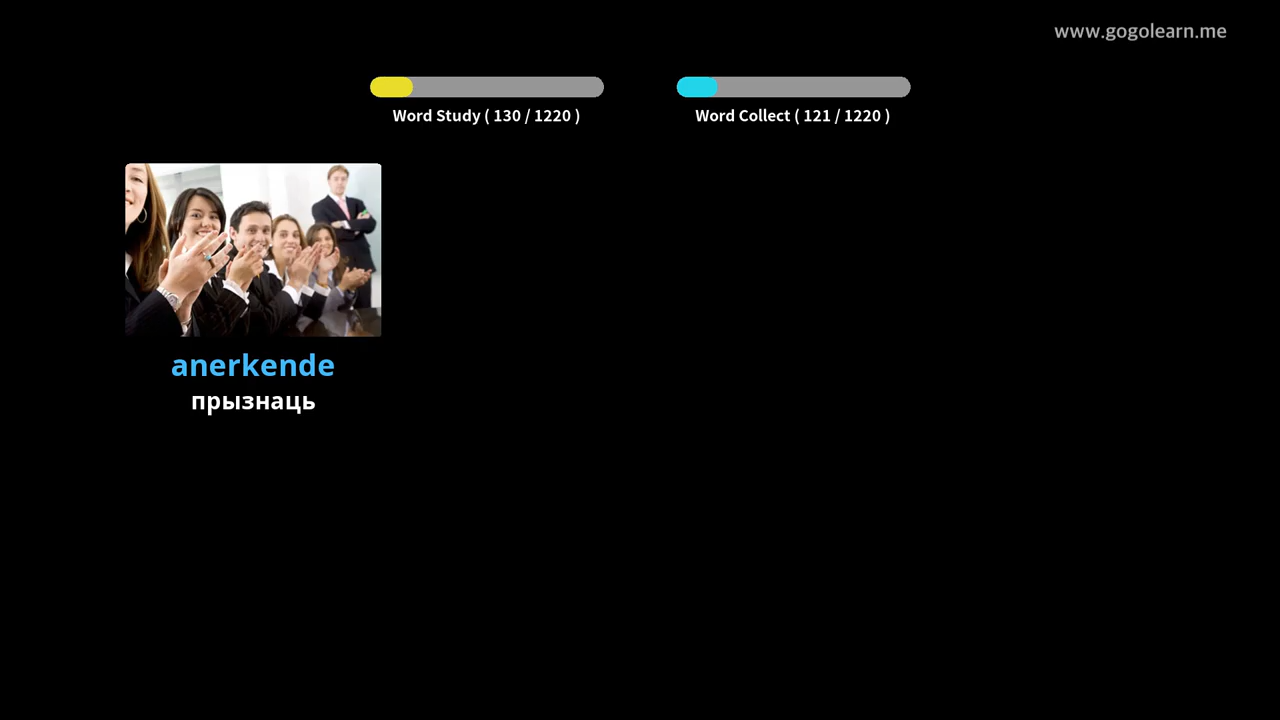 www.gogolearn.me
Word Study ( 130 / 1220 )
Word Collect ( 121 / 1220 )
anerkende
прызнаць